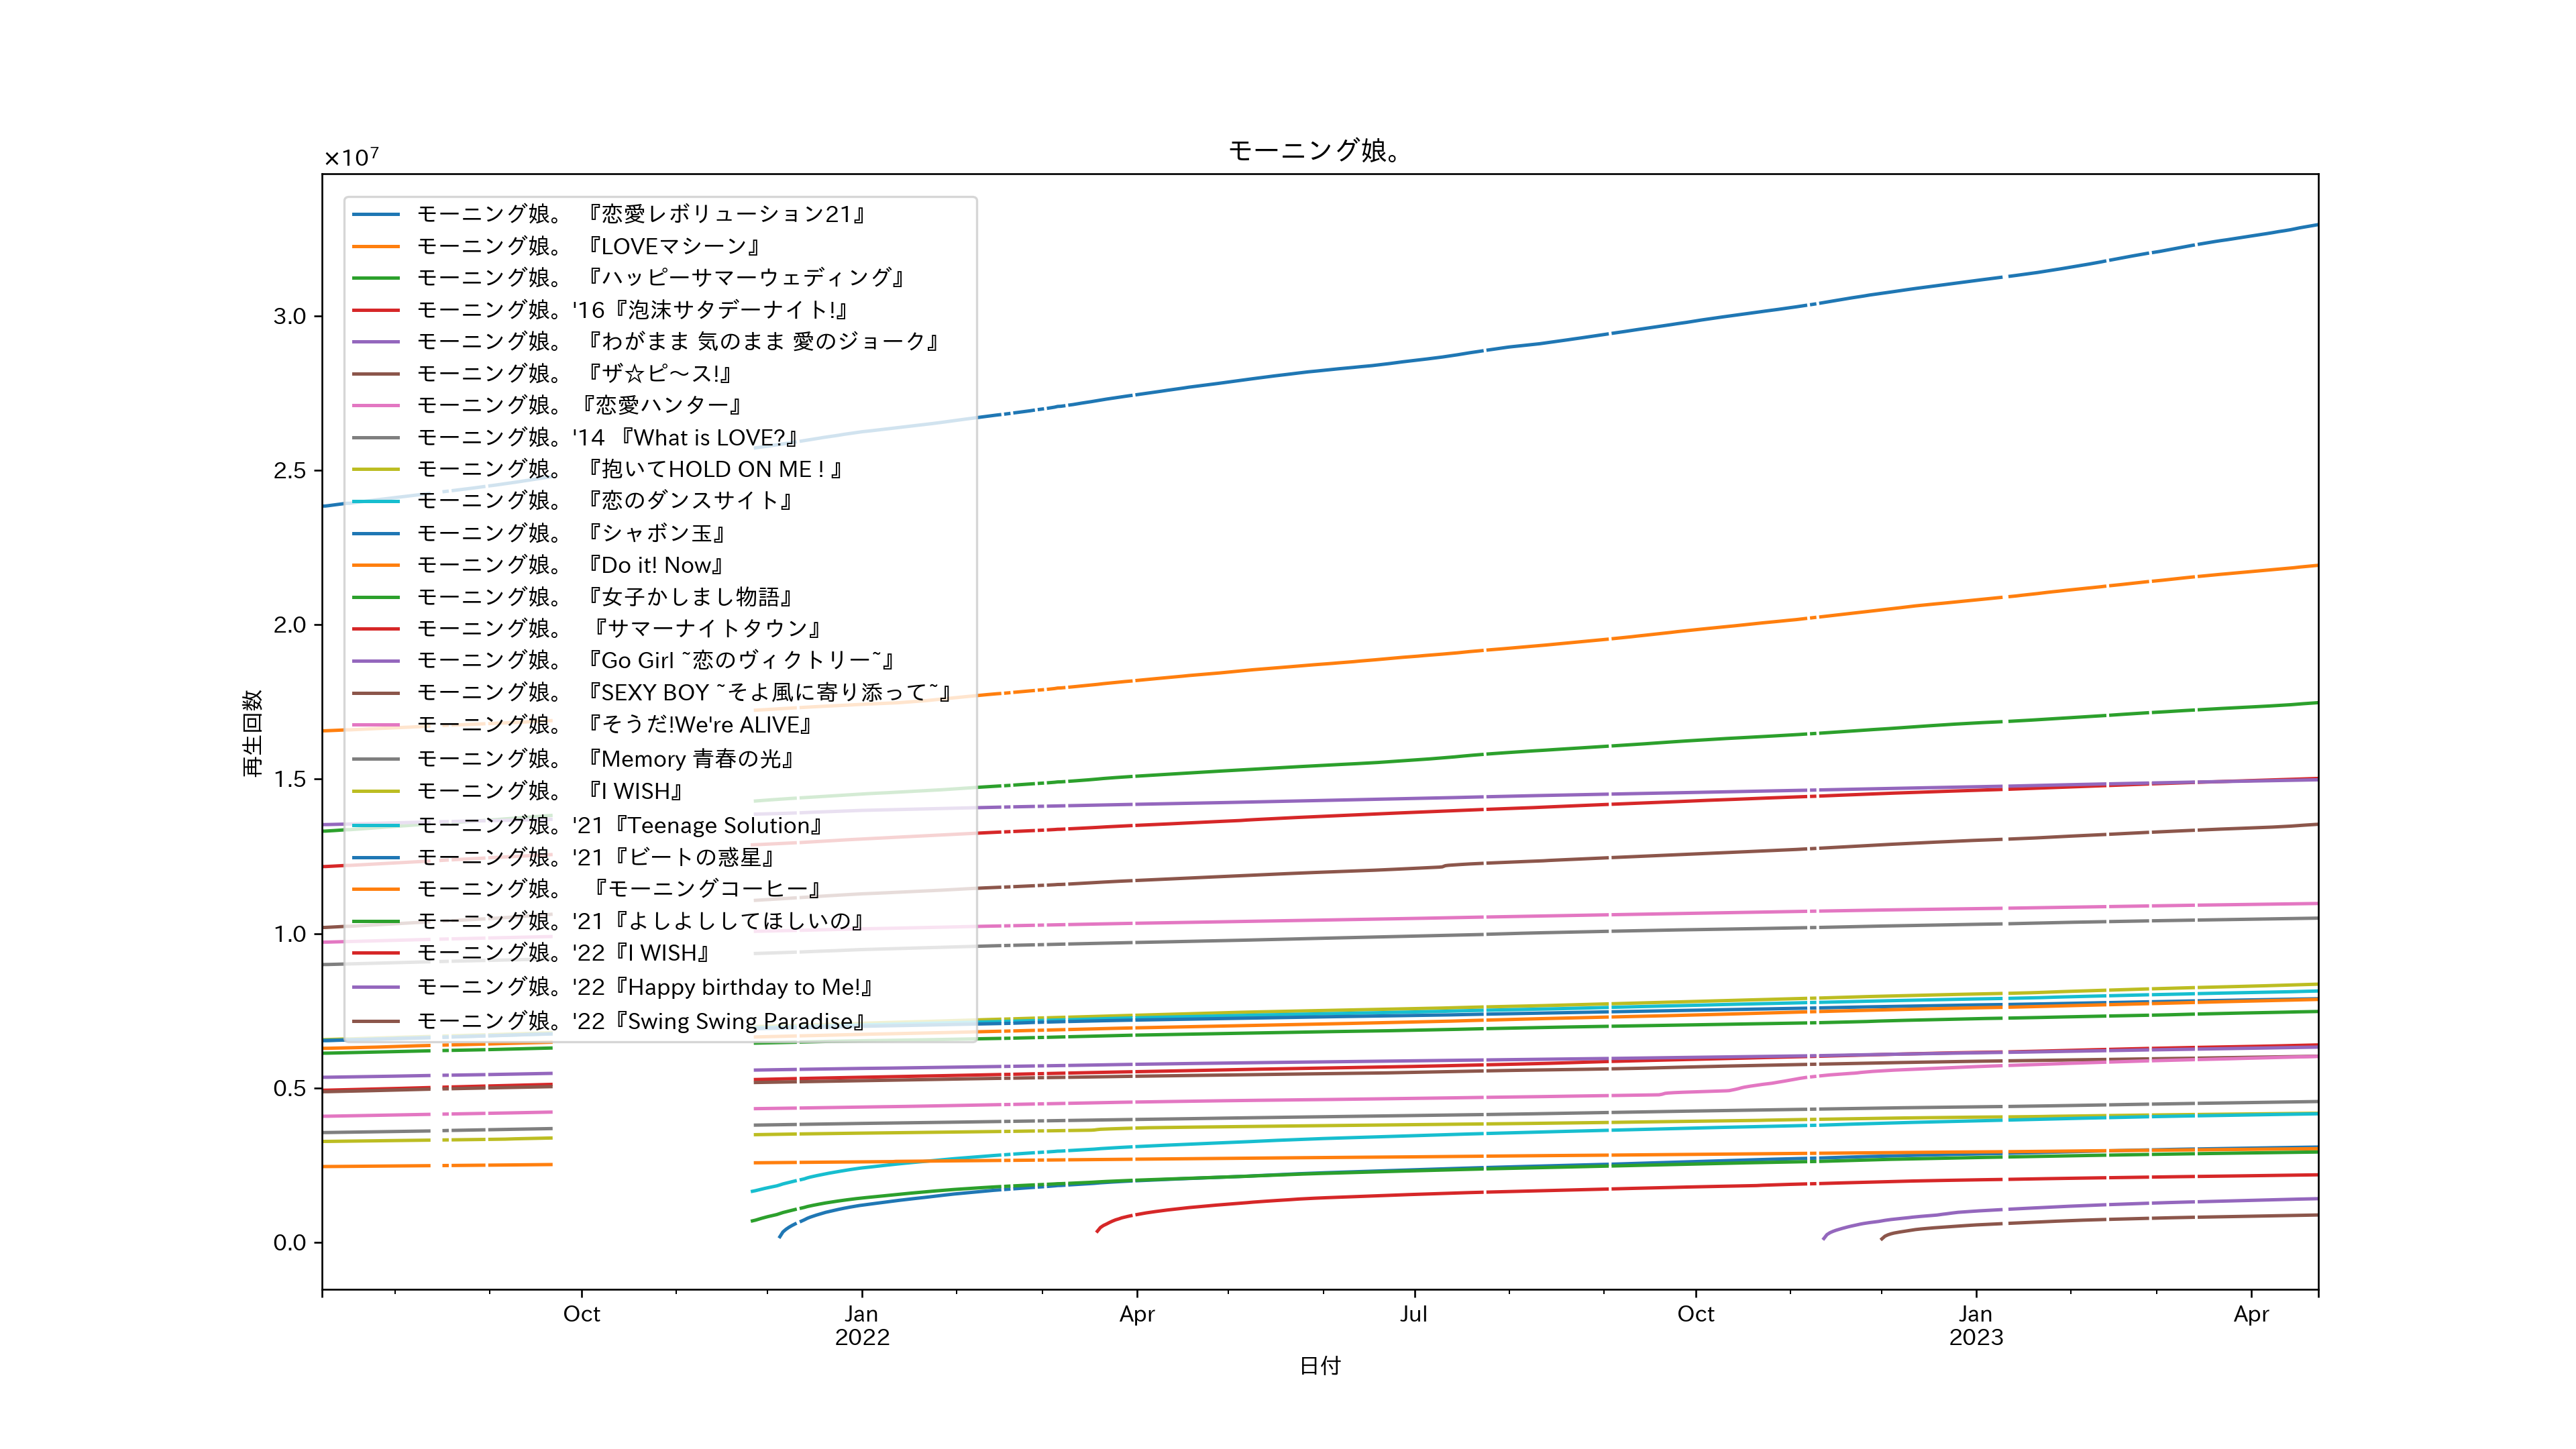 モーニング娘。
×10⁷
モーニング娘。 『恋愛レボリューション21』
モーニング娘。 『LOVEマシーン』
モーニング娘。 『ハッピーサマーウェディング』
モーニング娘。'16『泡沫サタデーナイト!』
モーニング娘。 『わがまま 気のまま 愛のジョーク』
モーニング娘。 『ザ☆ピ〜ス!』
モーニング娘。『恋愛ハンター』
モーニング娘。'14 『What is LOVE?』
モーニング娘。 『抱いてHOLD ON ME ! 』
モーニング娘。 『恋のダンスサイト』
モーニング娘。 『シャボン玉』
モーニング娘。 『Do it! Now』
モーニング娘。 『女子かしまし物語』
モーニング娘。 『サマーナイトタウン』
モーニング娘。 『Go Girl ~恋のヴィクトリー~』
モーニング娘。 『SEXY BOY ~そよ風に寄り添って~』
モーニング娘。 『そうだ!We're ALIVE』
モーニング娘。 『Memory 青春の光』
モーニング娘。 『I WISH』
モーニング娘。'21『Teenage Solution』
モーニング娘。'21『ビートの惑星』
モーニング娘。 『モーニングコーヒー』
モーニング娘。'21『よしよししてほしいの』
モーニング娘。'22『I WISH』
モーニング娘。'22『Happy birthday to Me!』
モーニング娘。'22『Swing Swing Paradise』
3.0
2.5
2.0
1.5
1.0
0.5
0.0
再生回数
Oct Jan Apr Jul Oct Jan Apr
2022 2023
日付